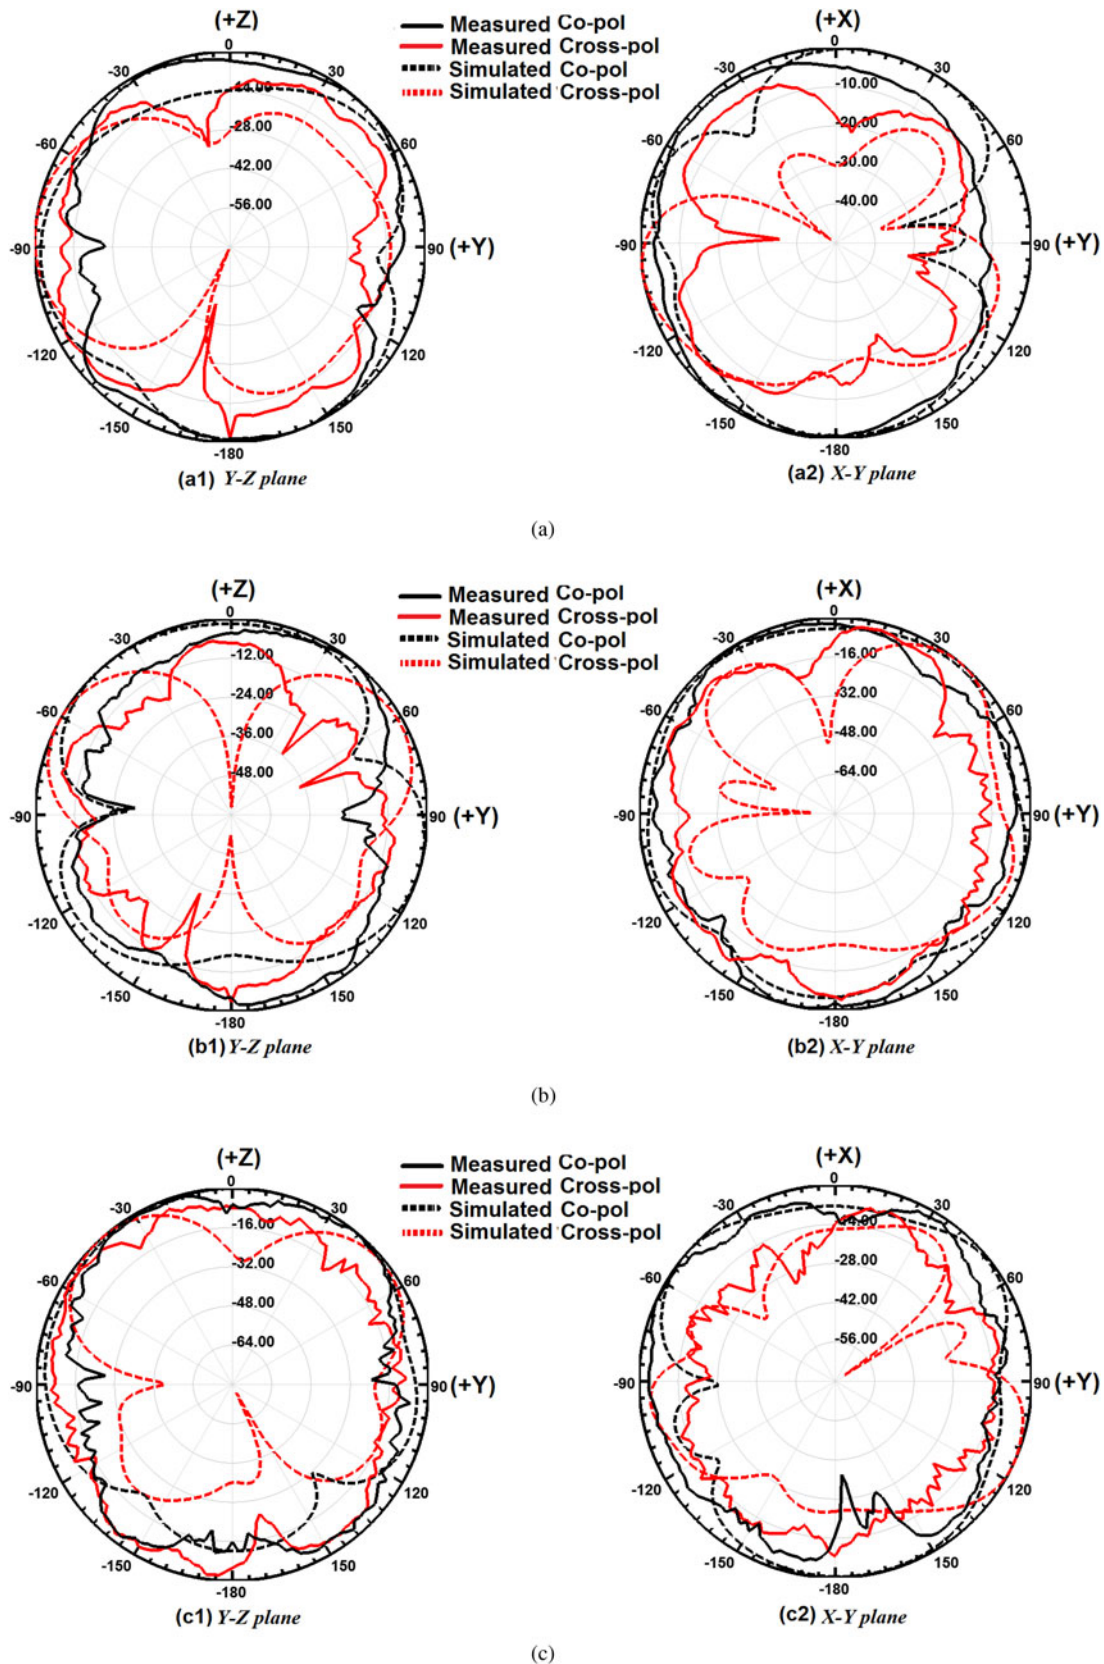 (+Z)
Measured Co-pol
Measured Cross-pol
Simulated Co-pol
Simulated Cross-pol
(+X)
0
-30
30
-28.00
-42.00
-56.00
60
-90
90 (+Y)
-120
120
-150
150
-180
(a1) Y-Z plane
0
-30
30
-10.00
-20.00
-30.00
-40.00
-60
60
-90
90 (+Y)
-120
120
-150
150
-180
(a2) X-Y plane
(a)
(+Z)
Measured Co-pol
Measured Cross-pol
Simulated Co-pol
Simulated Cross-pol
(+X)
0
-30
30
-12.00
-24.00
-36.00
-48.00
-60
60
-90
90 (+Y)
-120
120
-150
150
-180
(b1) Y-Z plane
0
-30
30
-16.00
-32.00
-48.00
-64.00
-60
60
-90
90 (+Y)
-120
120
-150
150
-180
(b2) X-Y plane
(b)
(+Z)
Measured Co-pol
Measured Cross-pol
Simulated Co-pol
Simulated Cross-pol
(+X)
0
-30
30
-16.00
-32.00
-48.00
-64.00
-60
60
-90
90 (+Y)
-120
120
-150
150
-180
(c1) Y-Z plane
0
-30
30
-14.00
-28.00
-42.00
-56.00
-60
60
-90
90 (+Y)
-120
120
-150
150
-180
(c2) X-Y plane
(c)